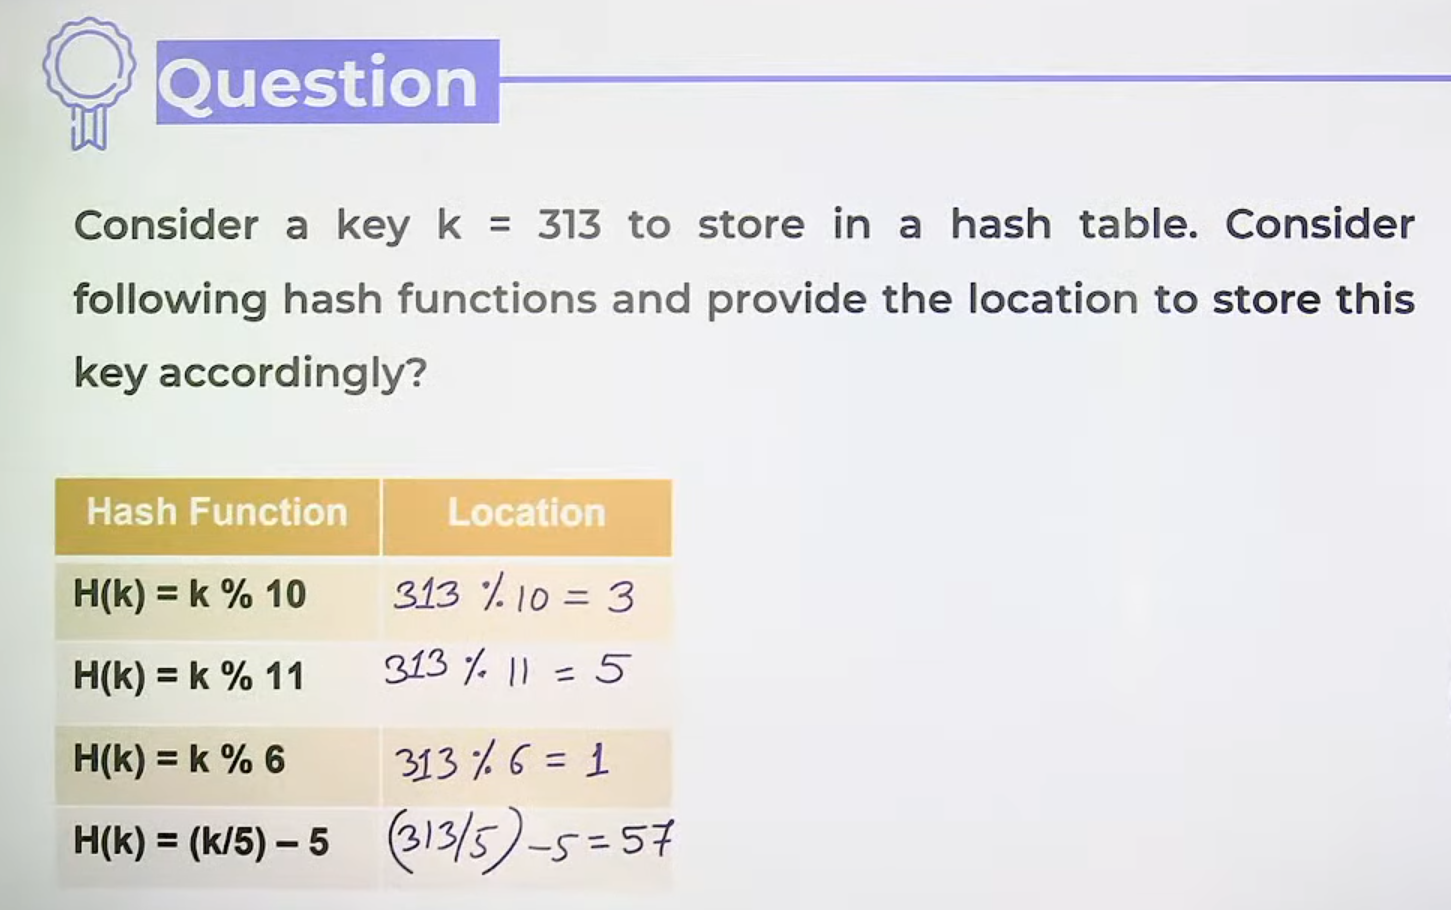 Question
Consider a key k = 313 to store in a hash table. Consider
following hash functions and provide the location to store this
key accordingly?
Hash Function Location
H(k) = k % 10 313 % 10 = 3
H(k) = k % 11 313 % 11 = 5
H(k) = k % 6 313 % 6 = 1
H(k) = (k/5) – 5 (313/5) - 5 = 57